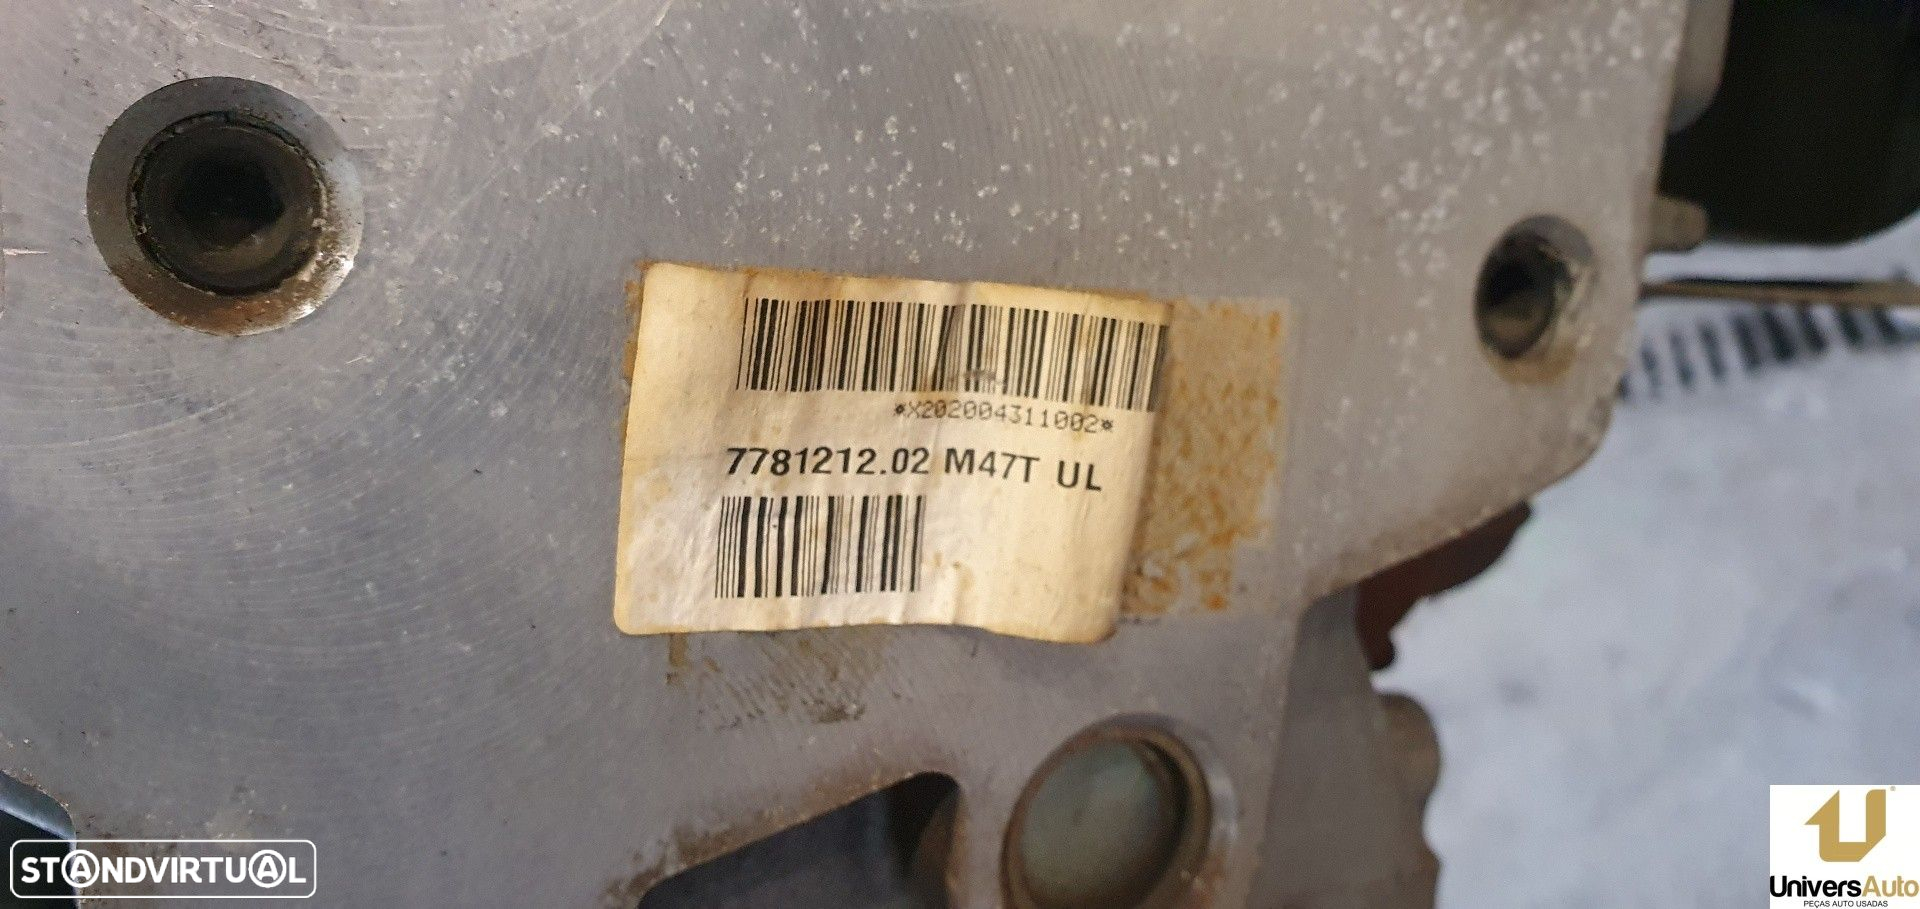 *X202004311002*
7781212.02 M47T UL
STANDVIRTUAL
UniversAuto
PEÇAS AUTO USADAS